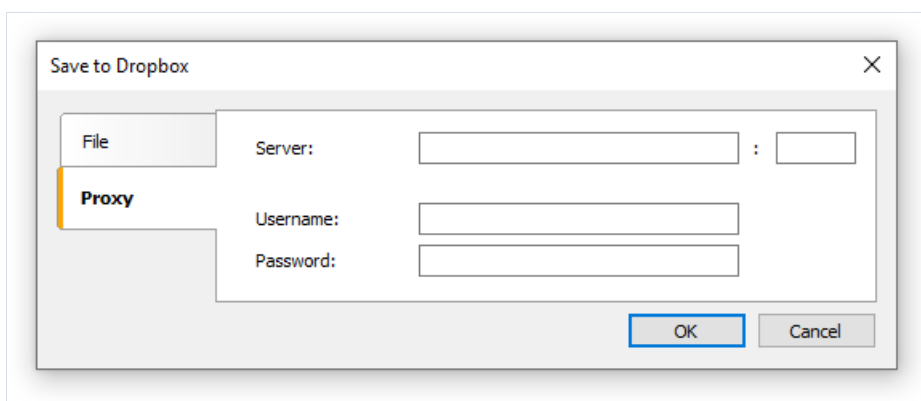 Save to Dropbox
File
Proxy
Server: :
Username:
Password:
OK Cancel